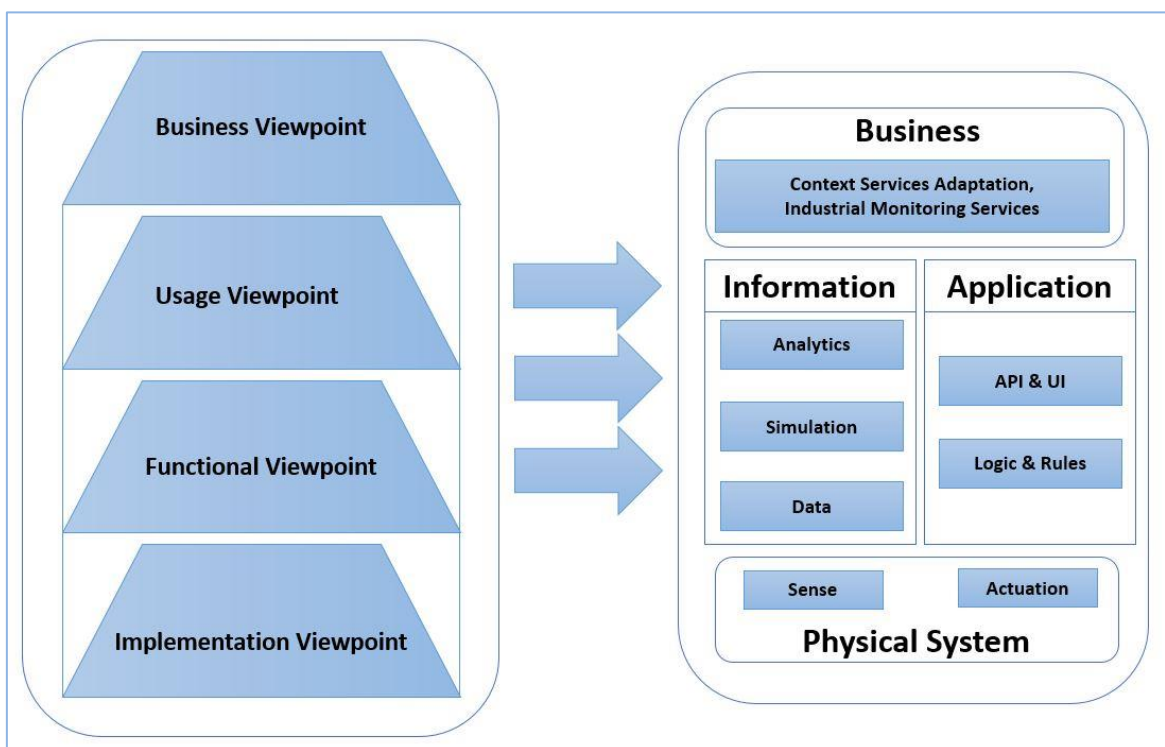 Business Viewpoint
Usage Viewpoint
Functional Viewpoint
Implementation Viewpoint
Business
Context Services Adaptation,
Industrial Monitoring Services
Information
Analytics
Simulation
Data
Application
API & UI
Logic & Rules
Sense
Actuation
Physical System